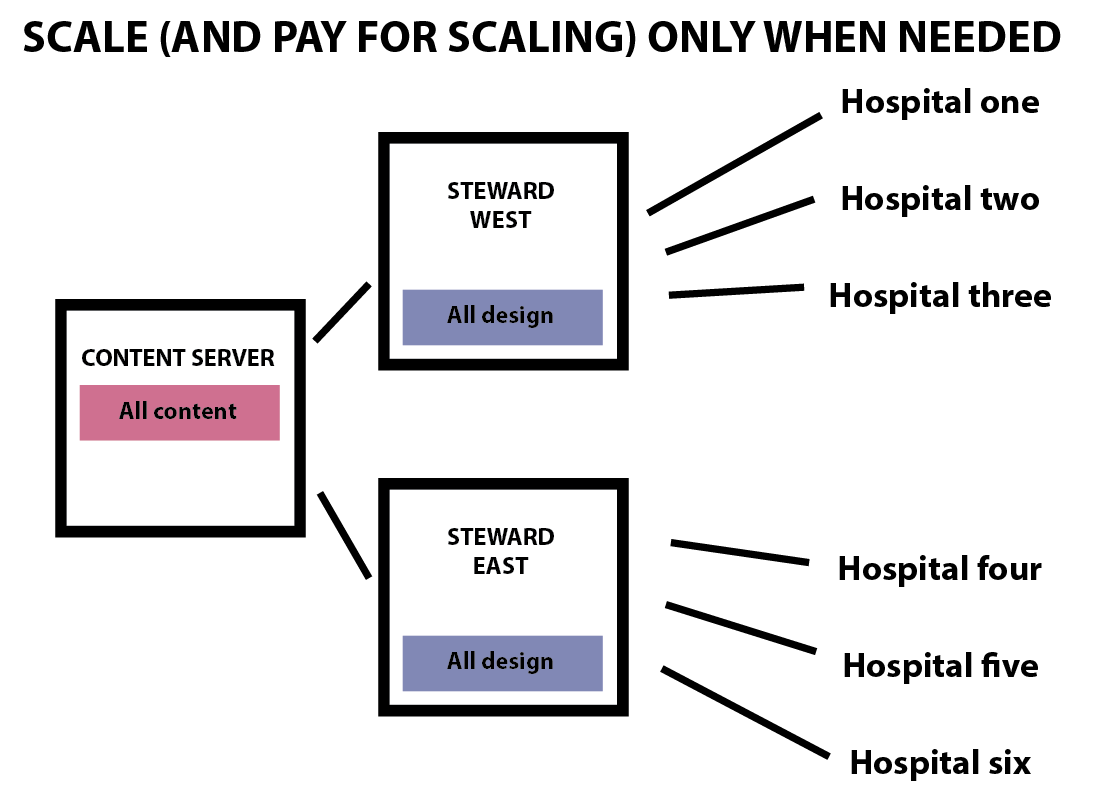 SCALE (AND PAY FOR SCALING) ONLY WHEN NEEDED
CONTENT SERVER
All content
STEWARD
WEST
All design
Hospital one
Hospital two
Hospital three
STEWARD
EAST
All design
Hospital four
Hospital five
Hospital six